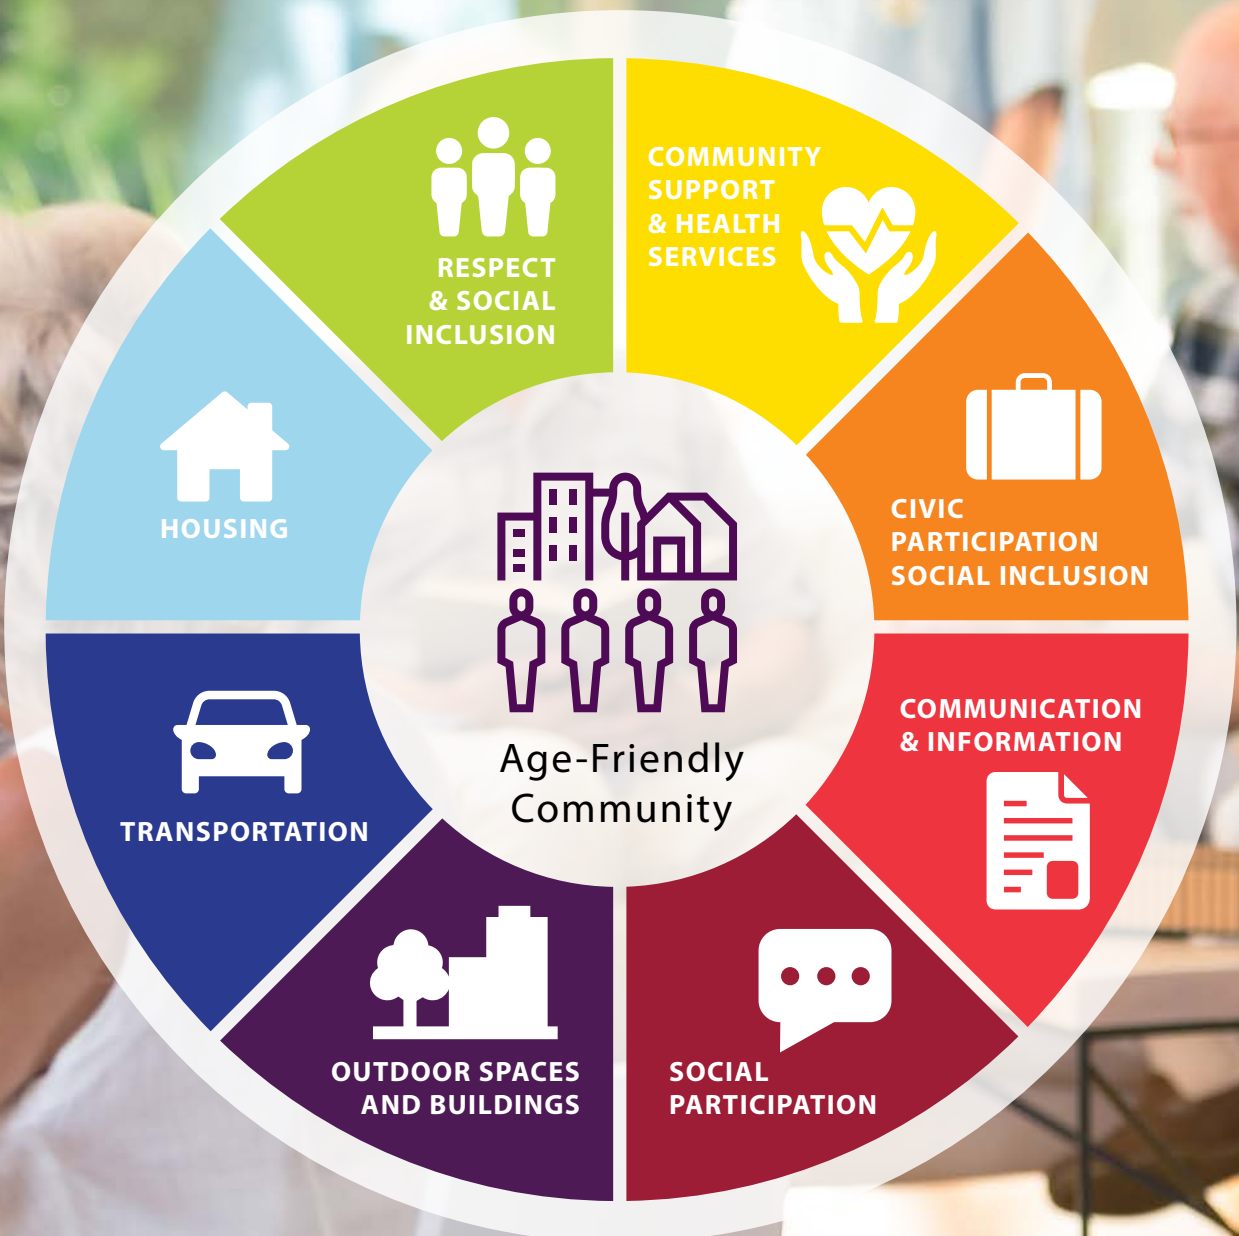 COMMUNITY
SUPPORT
& HEALTH
SERVICES
CIVIC
PARTICIPATION
SOCIAL INCLUSION
COMMUNICATION
& INFORMATION
SOCIAL
PARTICIPATION
OUTDOOR SPACES
AND BUILDINGS
TRANSPORTATION
HOUSING
RESPECT
& SOCIAL
INCLUSION
Age-Friendly
Community